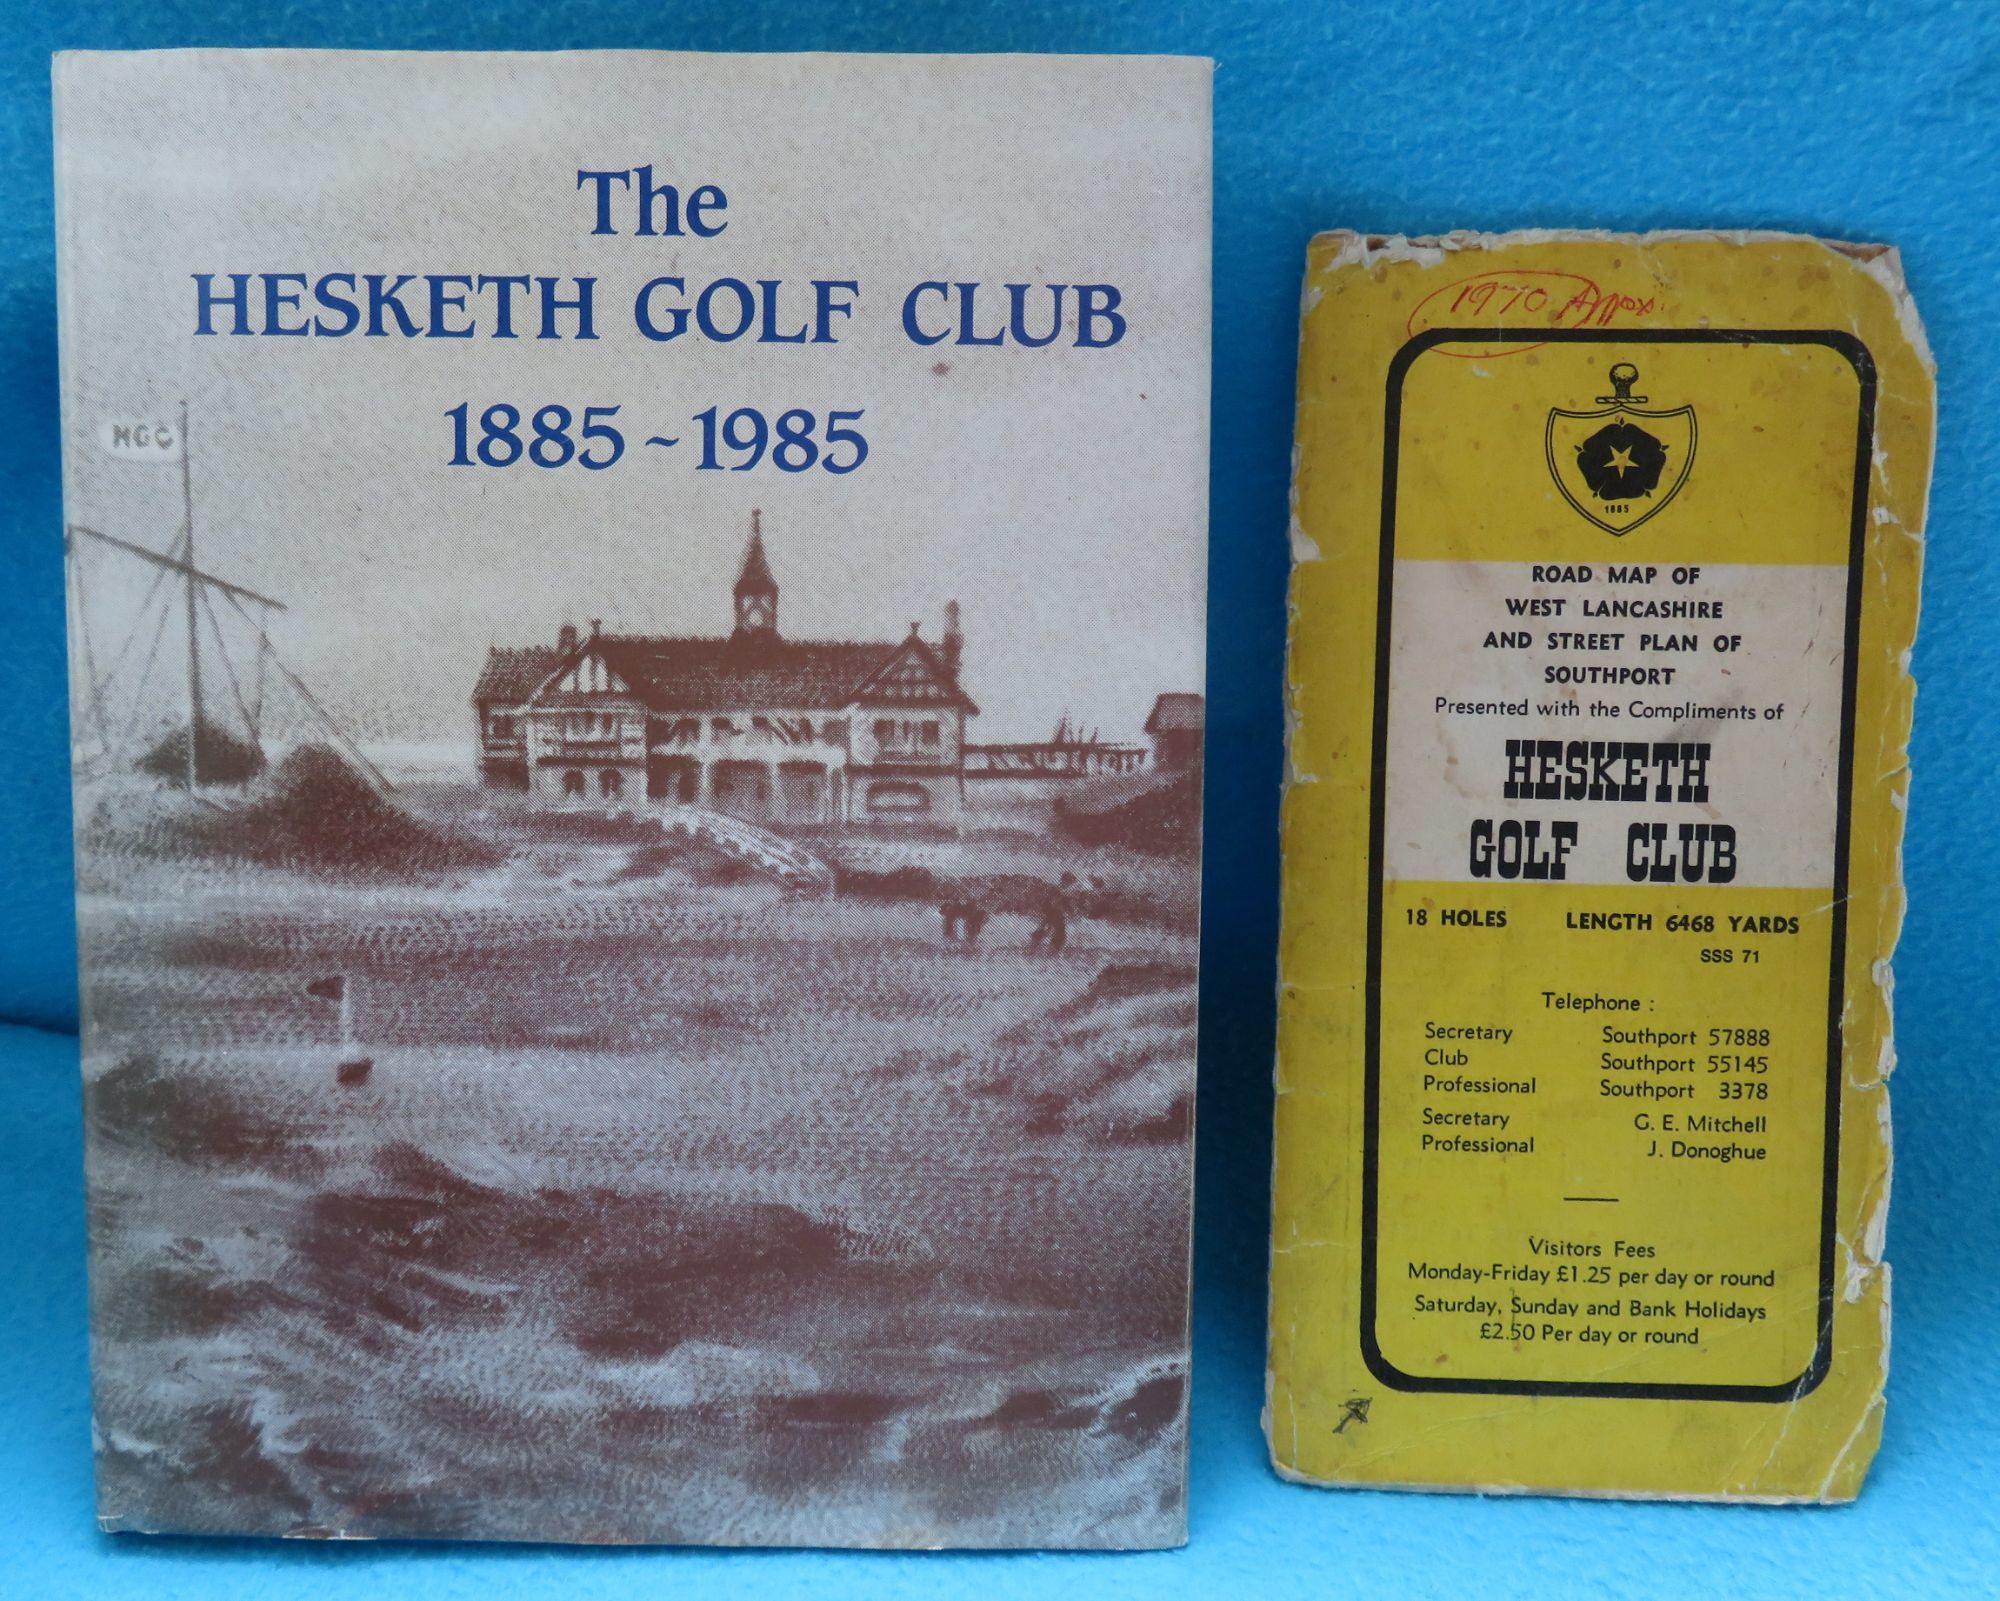 The
HESKETH GOLF CLUB
1885~1985
HGC
1970 Appox.
1885
ROAD MAP OF
WEST LANCASHIRE
AND STREET PLAN OF
SOUTHPORT
Presented with the Compliments of
HESKETH
GOLF CLUB
18 HOLES LENGTH 6468 YARDS
SSS 71
Telephone :
Secretary Southport 57888
Club Southport 55145
Professional Southport 3378
Secretary G. E. Mitchell
Professional J. Donoghue
Visitors Fees
Monday-Friday £1.25 per day or round
Saturday, Sunday and Bank Holidays
£2.50 Per day or round